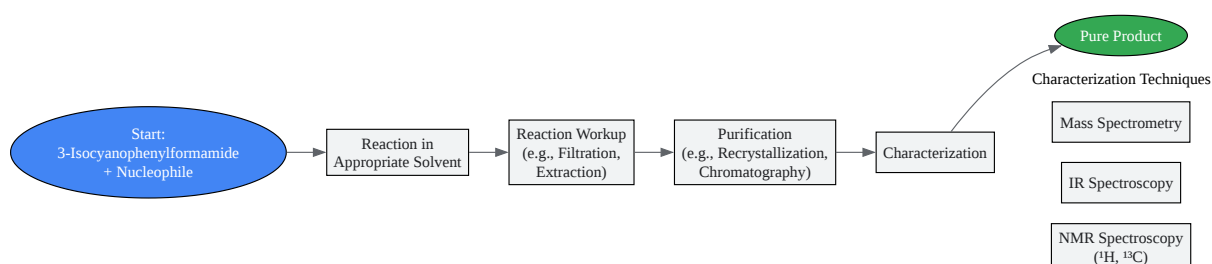 Start:
3-Isocyanophenylformamide
+ Nucleophile
Reaction in
Appropriate Solvent
Reaction Workup
(e.g., Filtration,
Extraction)
Purification
(e.g., Recrystallization,
Chromatography)
Characterization
Pure Product
Characterization Techniques
Mass Spectrometry
IR Spectroscopy
NMR Spectroscopy
(¹H, ¹³C)